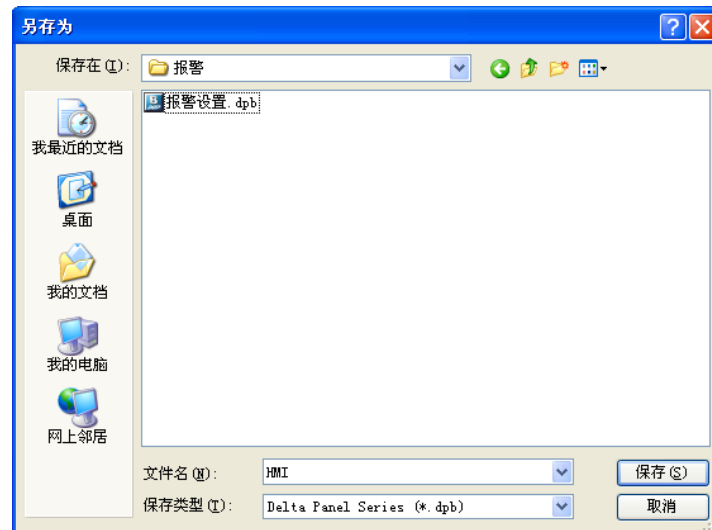 另存为
保存在(I):
报警
报警设置.dpb
我最近的文档
桌面
我的文档
我的电脑
网上邻居
文件名(N):
HMI
保存(S)
保存类型(T):
Delta Panel Series (*.dpb)
取消